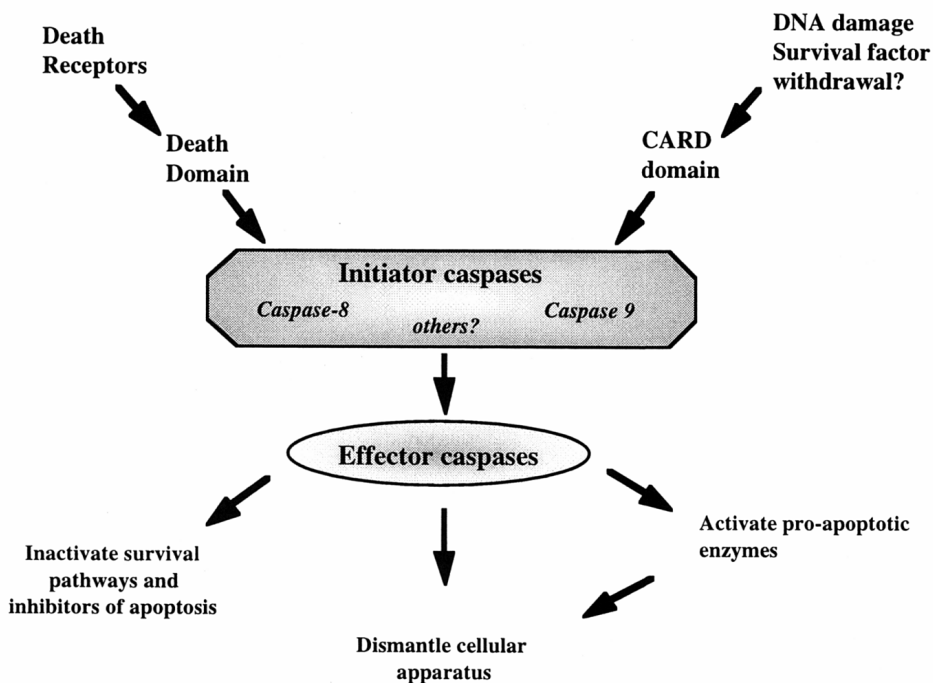 Death
Receptors
DNA damage
Survival factor
withdrawal?
Death
Domain
CARD
domain
Initiator caspases
Caspase-8
Caspase 9
others?
Effector caspases
Activate pro-apoptotic
enzymes
Inactivate survival
pathways and
inhibitors of apoptosis
Dismantle cellular
apparatus